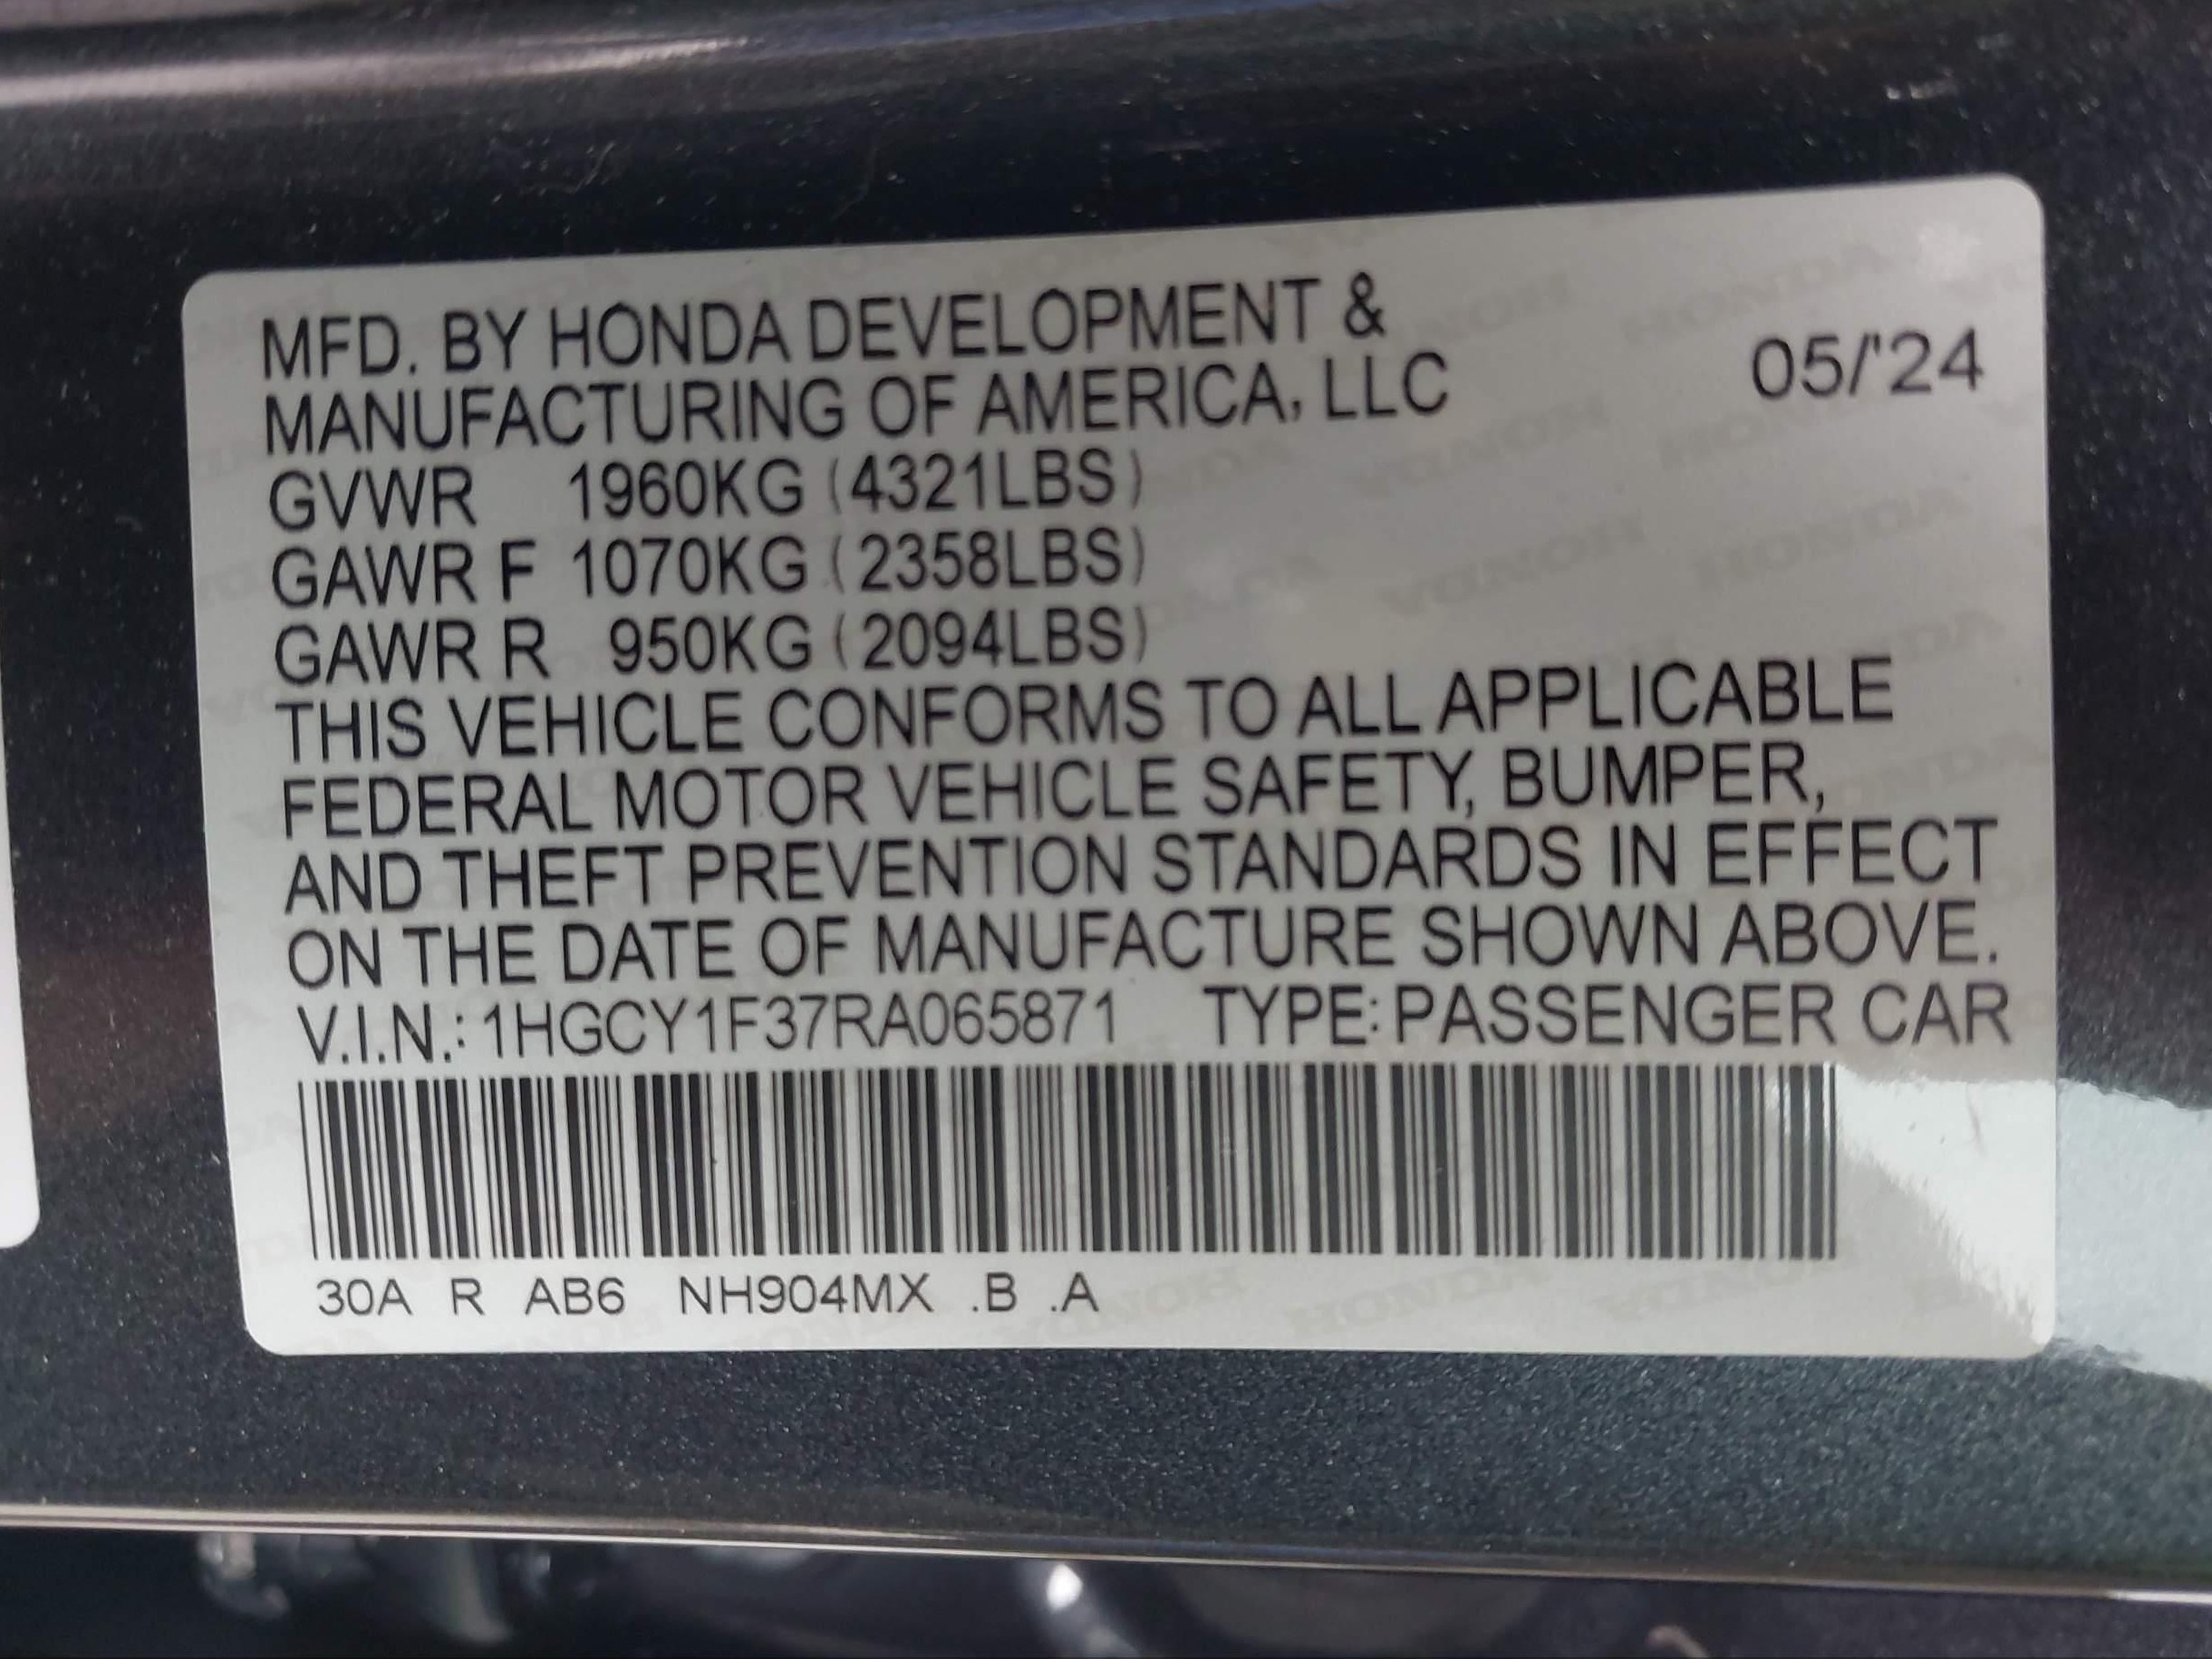 MFD. BY HONDA DEVELOPMENT &
MANUFACTURING OF AMERICA, LLC
05/'24
GVWR 1960KG (4321LBS)
GAWR F 1070KG (2358LBS)
GAWR R 950KG (2094LBS)
THIS VEHICLE CONFORMS TO ALL APPLICABLE
FEDERAL MOTOR VEHICLE SAFETY, BUMPER,
AND THEFT PREVENTION STANDARDS IN EFFECT
ON THE DATE OF MANUFACTURE SHOWN ABOVE.
V.I.N.: 1HGCY1F37RA065871 TYPE: PASSENGER CAR
30A R AB6 NH904MX .B .A